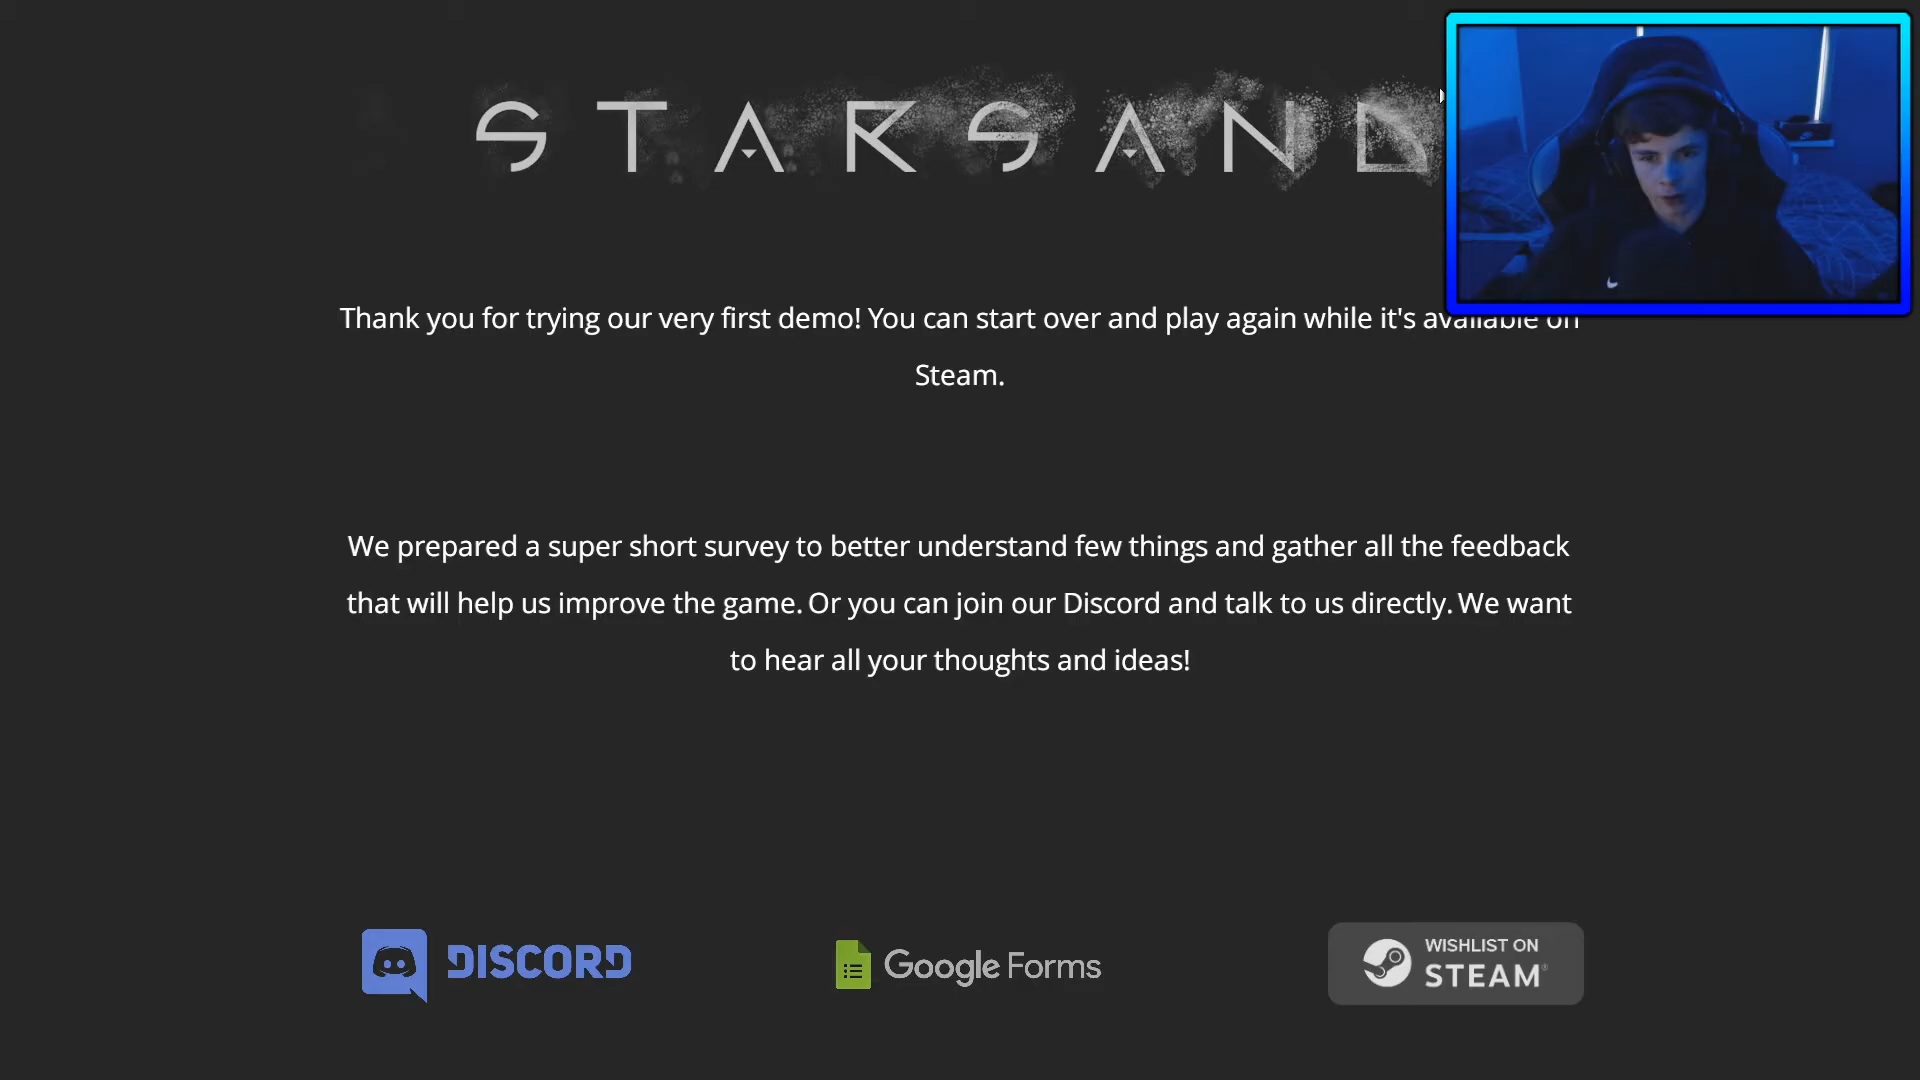 STARSAND
Thank you for trying our very first demo! You can start over and play again while it's available on
Steam.
We prepared a super short survey to better understand few things and gather all the feedback
that will help us improve the game. Or you can join our Discord and talk to us directly. We want
to hear all your thoughts and ideas!
DISCORD
Google Forms
WISHLIST ON
STEAM®